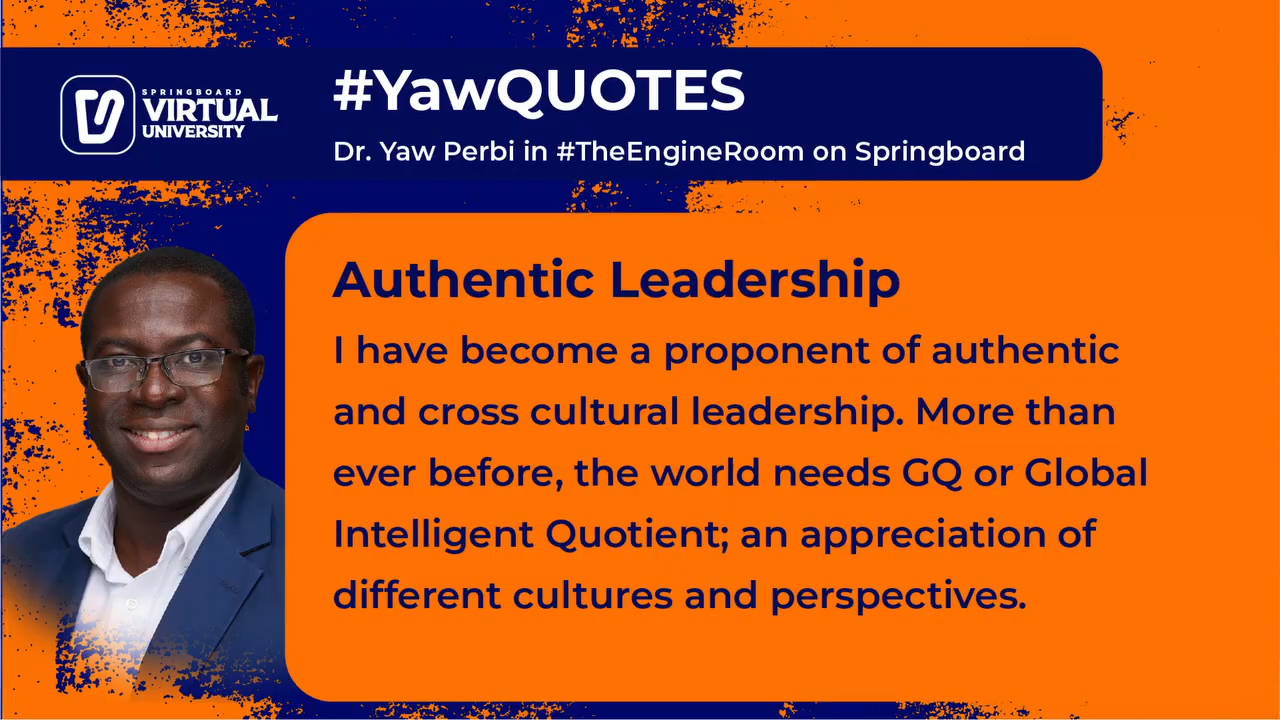 SPRINGBOARD
VIRTUAL
UNIVERSITY
#YawQUOTES
Dr. Yaw Perbi in #TheEngineRoom on Springboard
Authentic Leadership
I have become a proponent of authentic
and cross cultural leadership. More than
ever before, the world needs GQ or Global
Intelligent Quotient; an appreciation of
different cultures and perspectives.